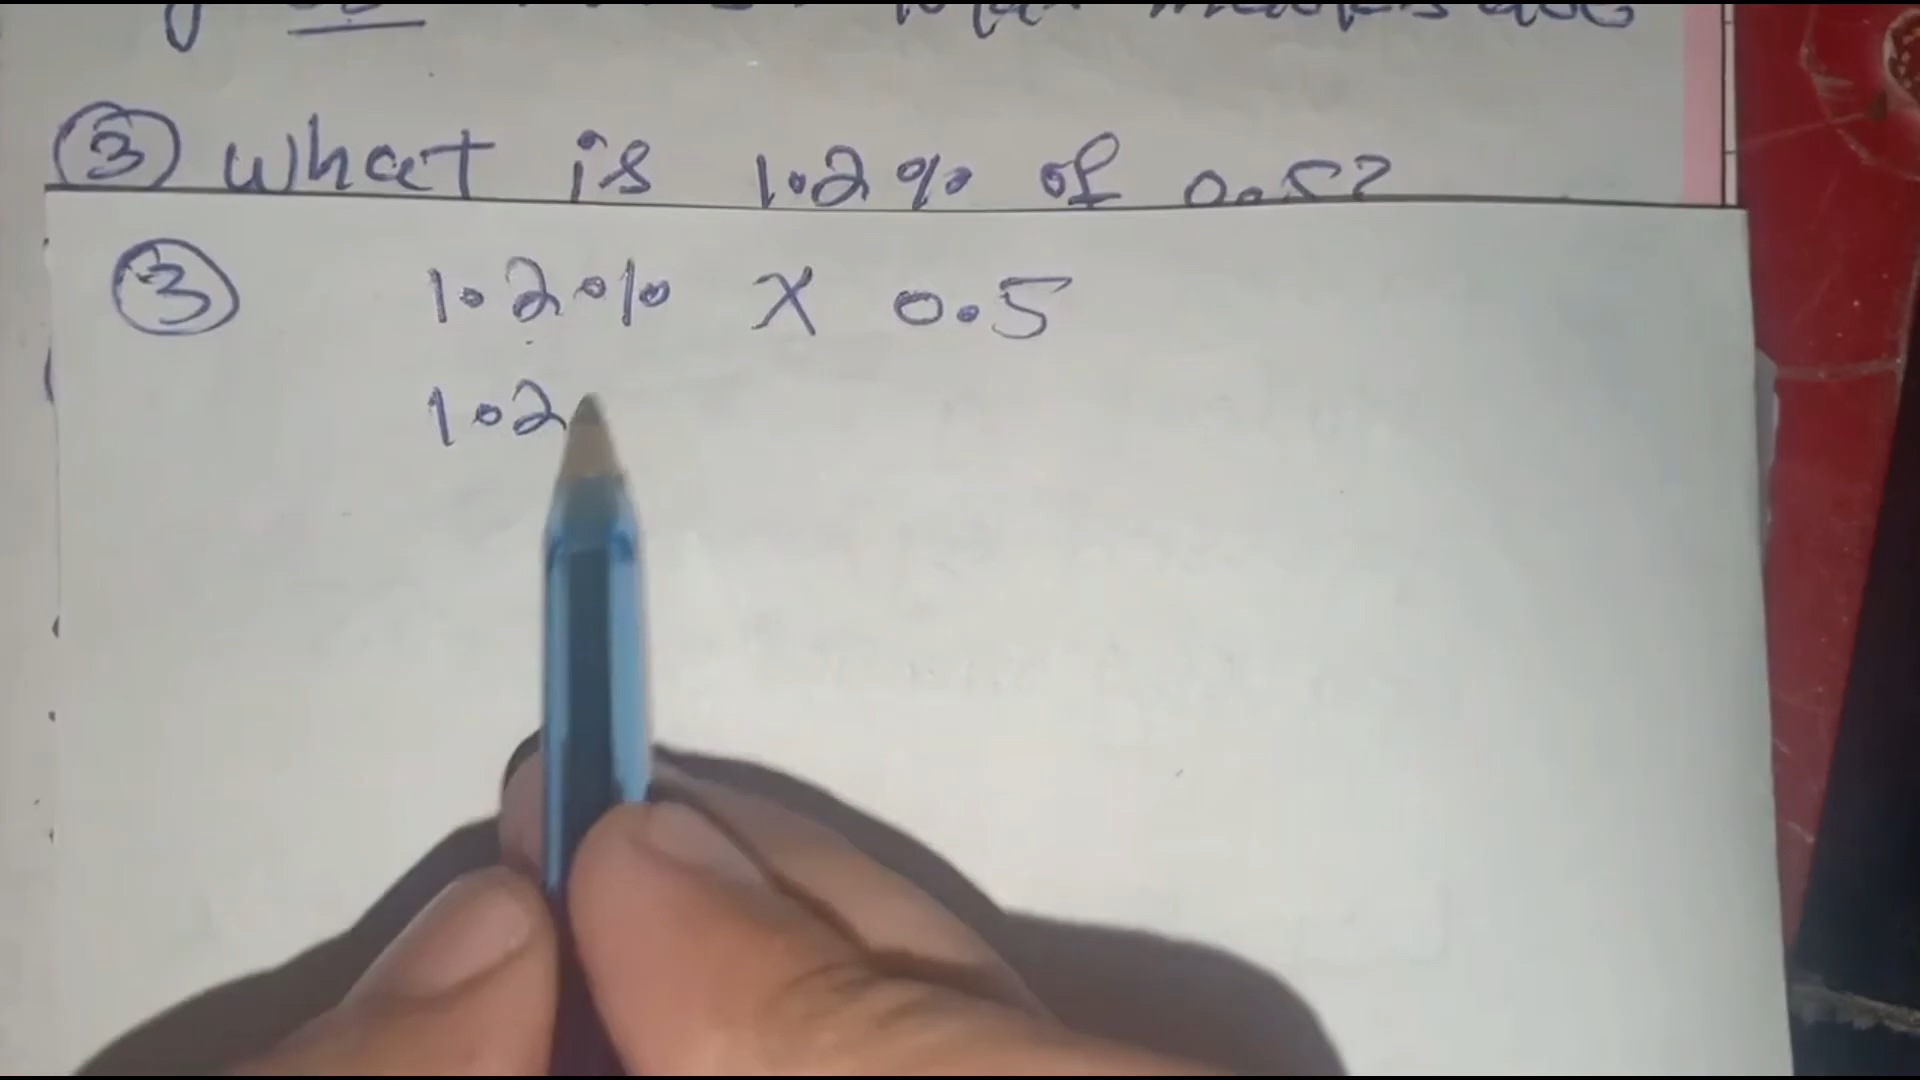 ③ What is 1.2% of 0.5?
③ 1.2% × 0.5
1.2